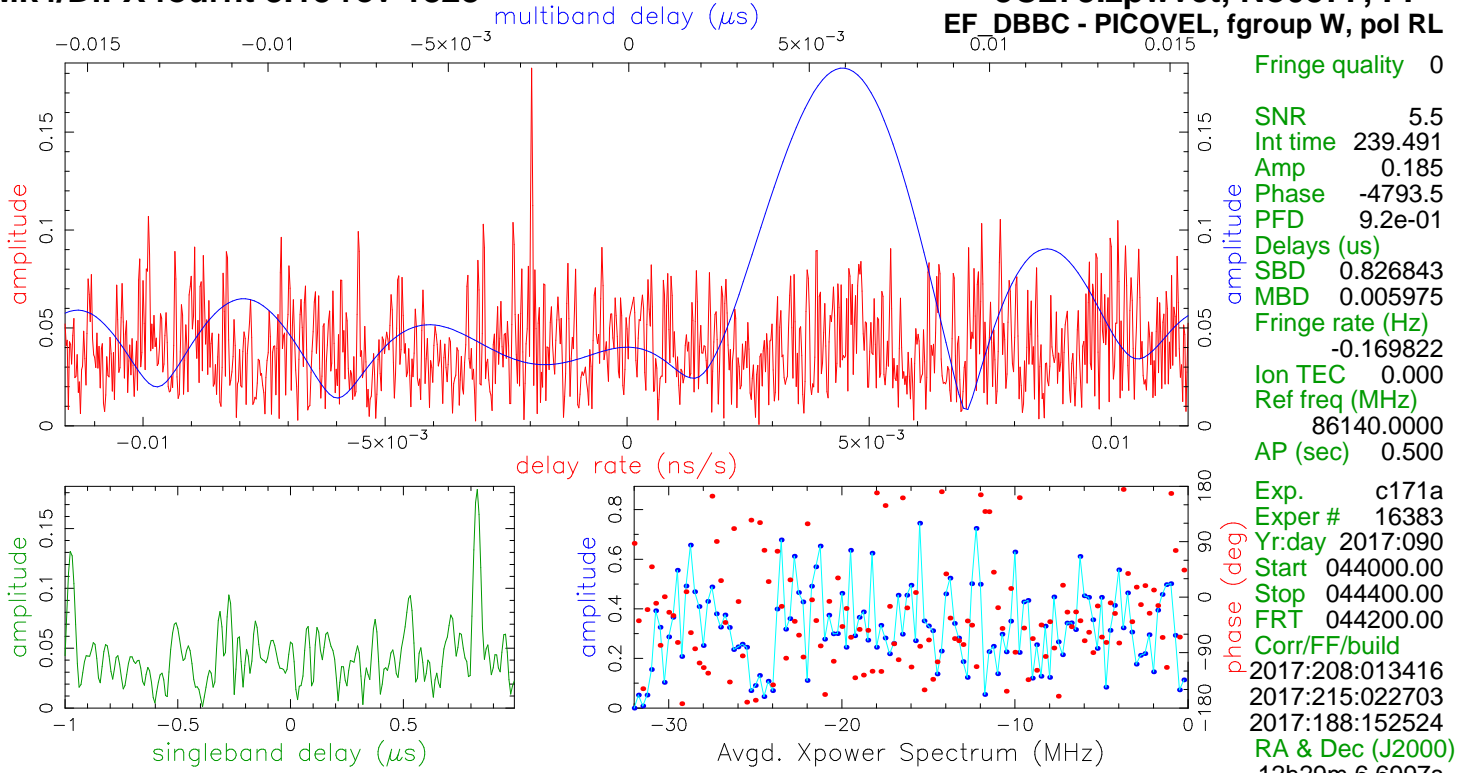 multiband delay (μs)
EF_DBBC - PICOVEL, fgroup W, pol RL
−0.015 −0.01 −5×10⁻³ 0 5×10⁻³ 0.01 0.015
amplitude
0 0.05 0.1 0.15
amplitude
0 0.05 0.1 0.15
−0.01 −5×10⁻³ 0 5×10⁻³ 0.01
delay rate (ns/s)
Fringe quality 0
SNR 5.5
Int time 239.491
Amp 0.185
Phase -4793.5
PFD 9.2e-01
Delays (us)
SBD 0.826843
MBD 0.005975
Fringe rate (Hz)
-0.169822
Ion TEC 0.000
Ref freq (MHz)
86140.0000
AP (sec) 0.500
Exp. c171a
Exper # 16383
Yr:day 2017:090
Start 044000.00
Stop 044400.00
FRT 044200.00
Corr/FF/build
2017:208:013416
2017:215:022703
2017:188:152524
RA & Dec (J2000)
amplitude
0 0.05 0.1 0.15
−1 −0.5 0 0.5
singleband delay (μs)
amplitude
0 0.2 0.4 0.6 0.8
phase (deg)
−180 −90 0 90 180
−30 −20 −10 0
Avgd. Xpower Spectrum (MHz)